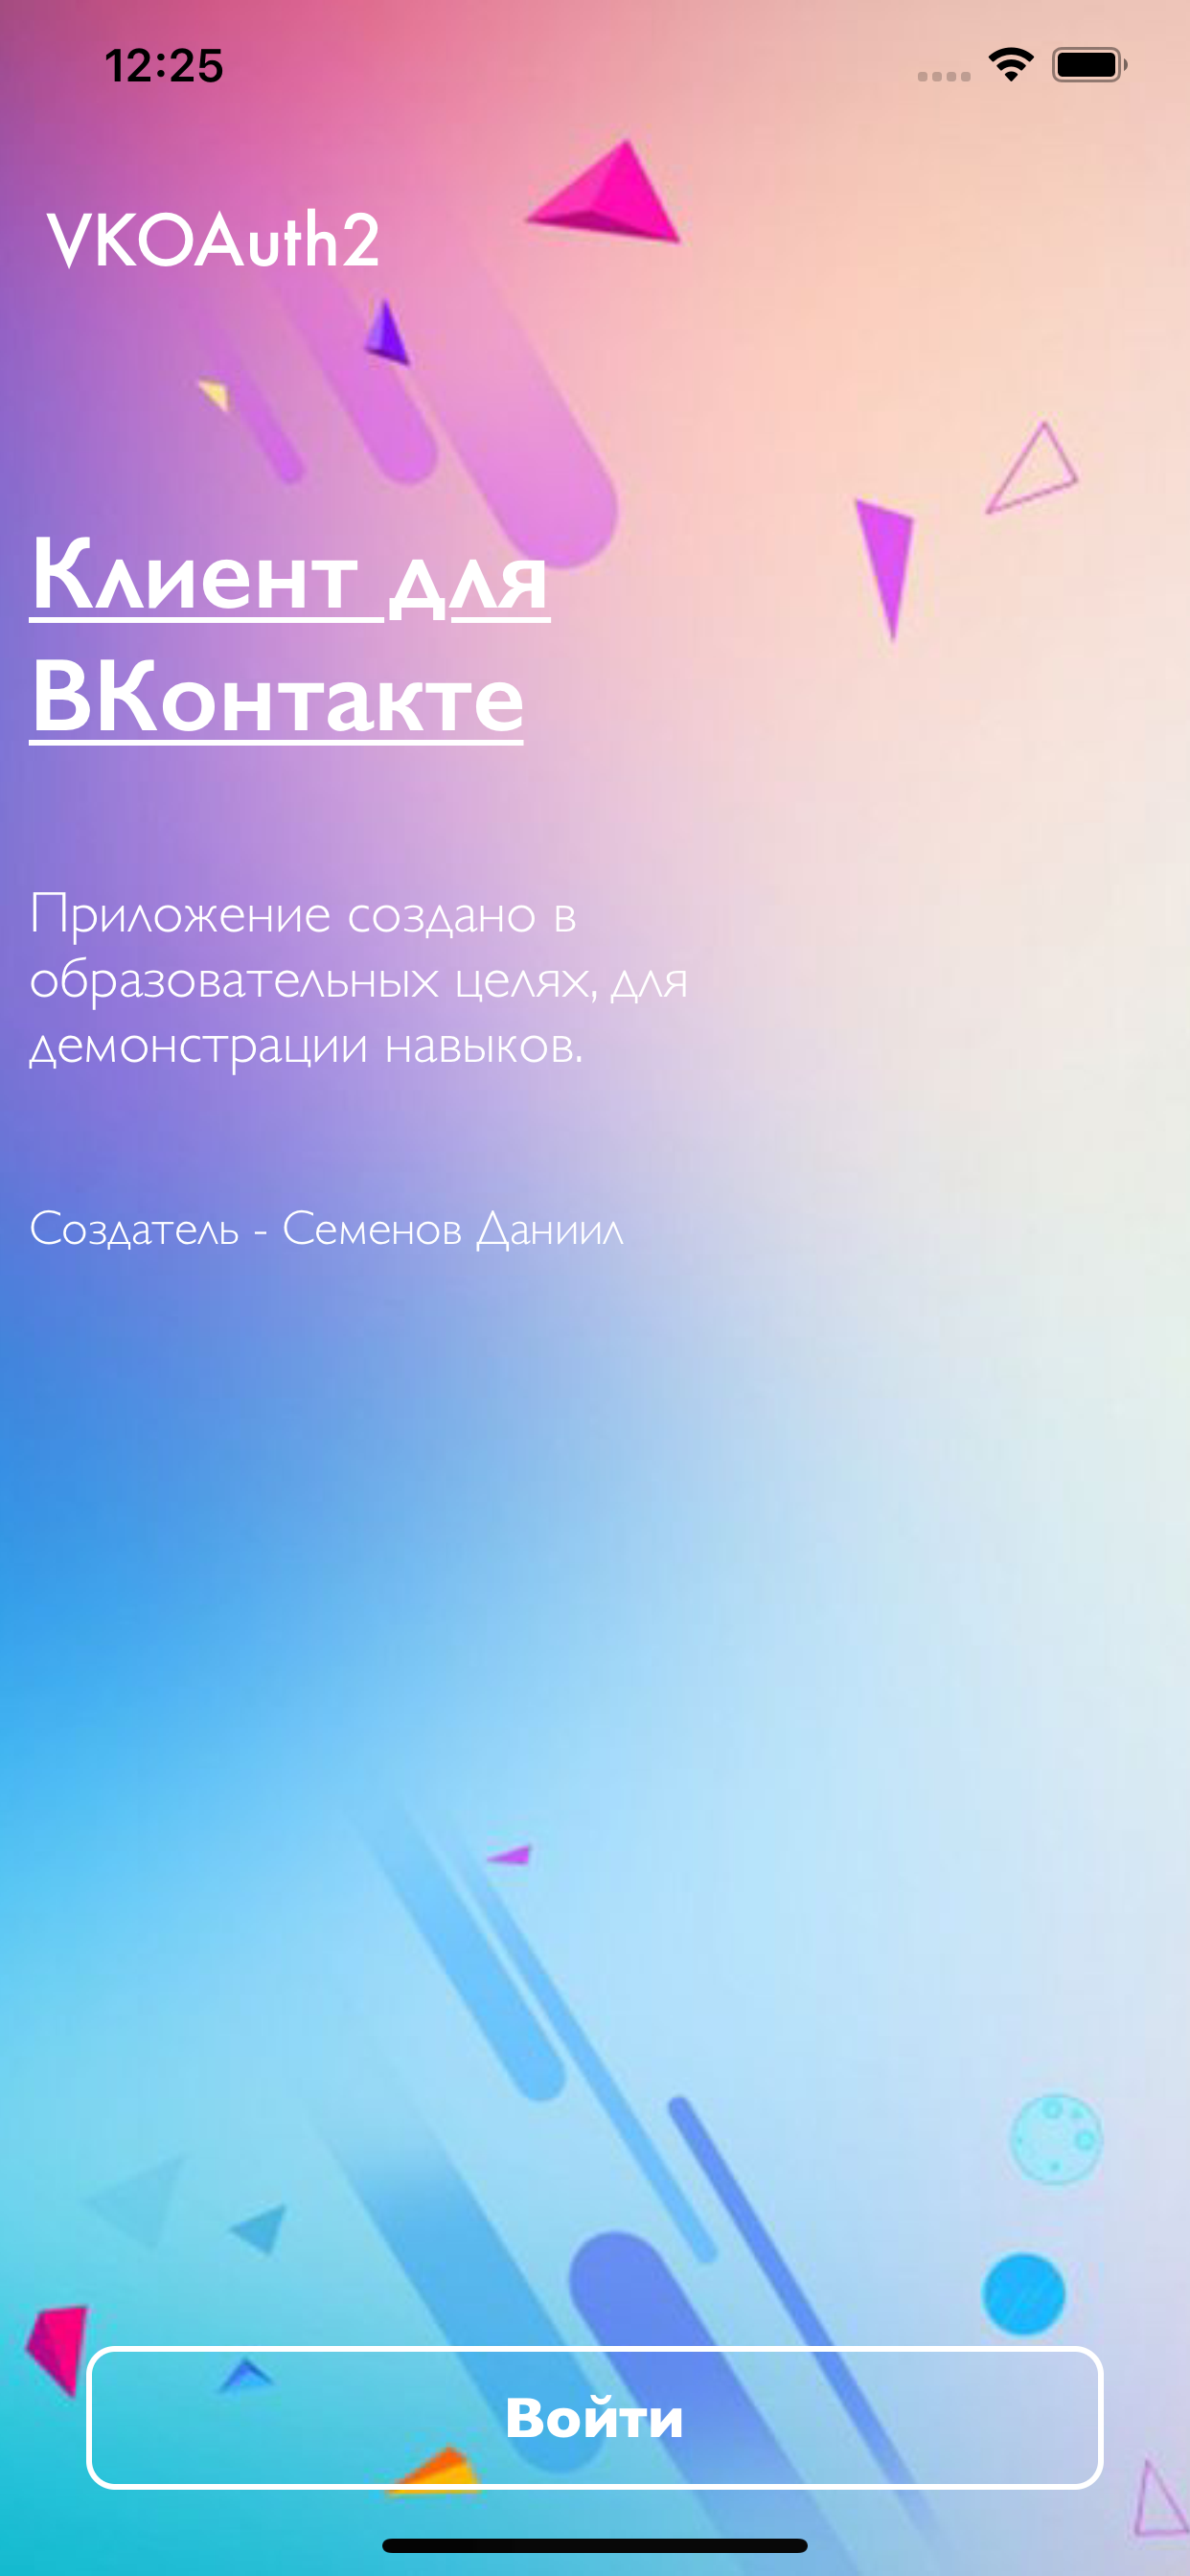 12:25
VKOAuth2
Клиент для
ВКонтакте
Приложение создано в
образовательных целях, для
демонстрации навыков.
Создатель - Семенов Даниил
Войти